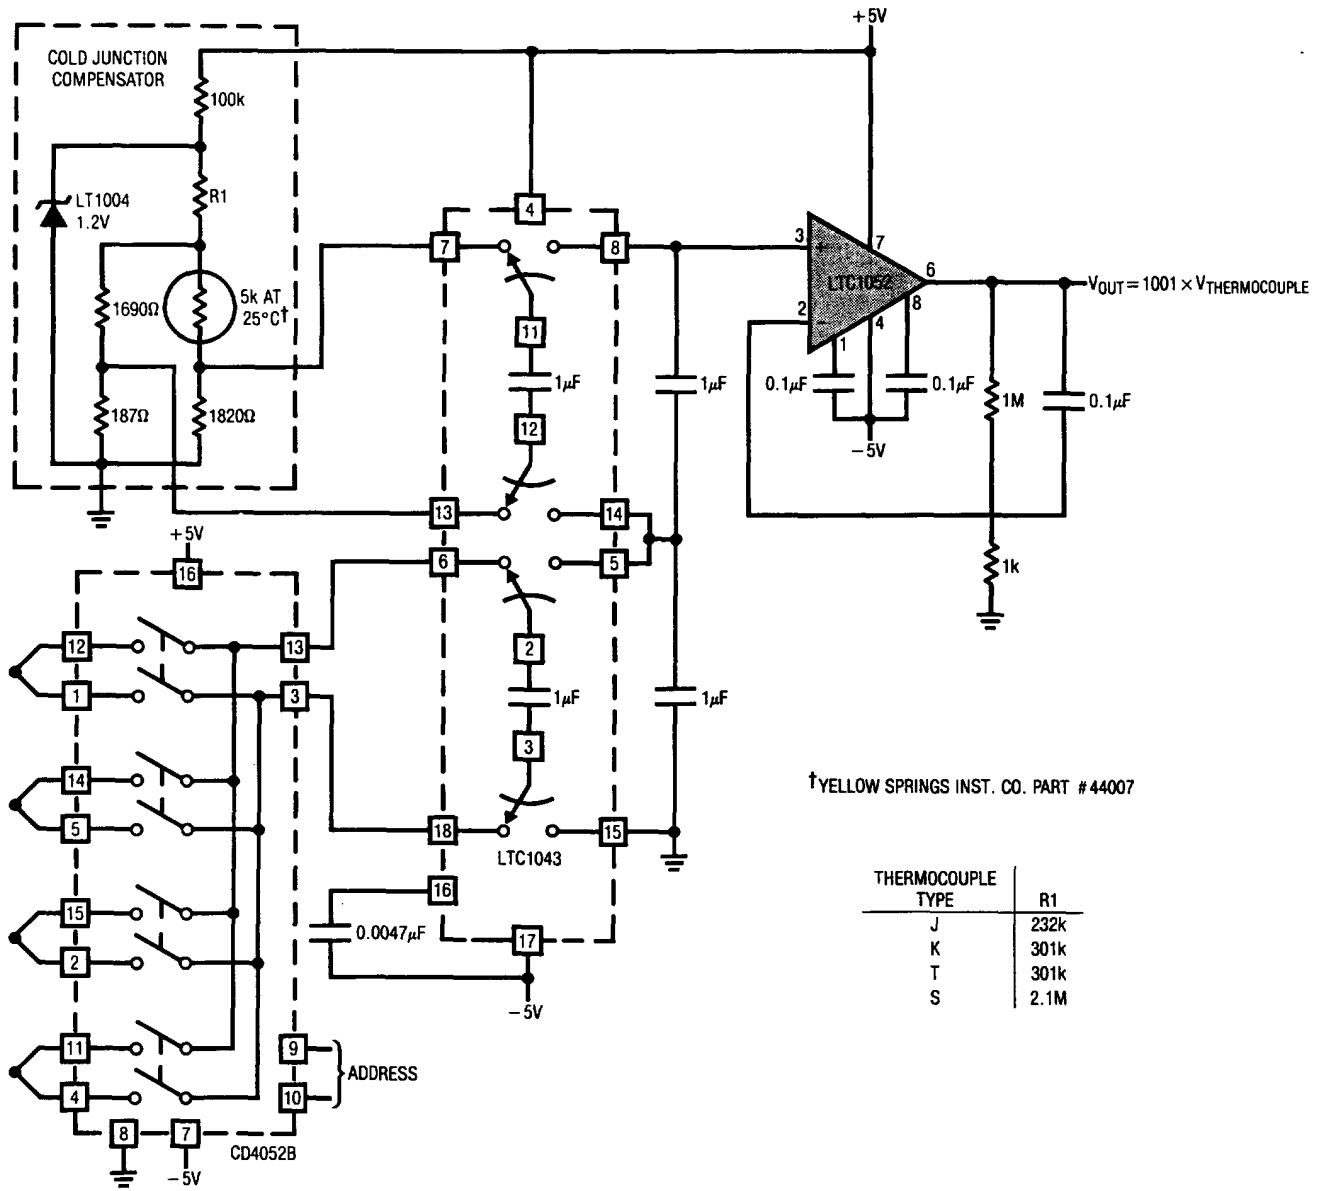 +5V
COLD JUNCTION
COMPENSATOR
100k
LT1004
1.2V
R1
1690Ω
5k AT
25°C†
187Ω
1820Ω
4
7
8
11
1μF
12
13
14
6
5
2
1μF
3
18
15
LTC1043
16
0.0047μF
17
−5V
1μF
1μF
3
+
2
−
LTC1052
7
6
8
4
1
0.1μF
0.1μF
−5V
VOUT = 1001 × VTHERMOCOUPLE
1M
0.1μF
1k
+5V
16
12
13
1
3
14
5
15
2
11
9
4
10
ADDRESS
8
7
CD4052B
−5V
†YELLOW SPRINGS INST. CO. PART #44007
THERMOCOUPLE
TYPE R1
J 232k
K 301k
T 301k
S 2.1M